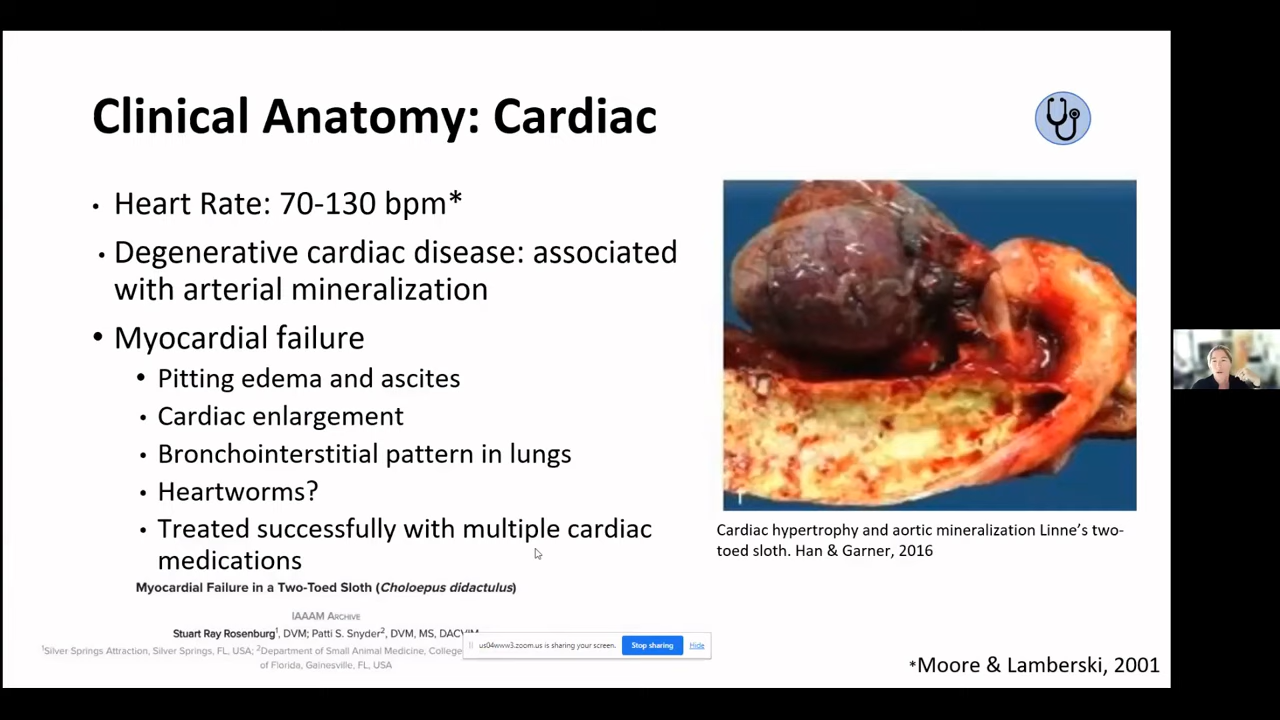 Clinical Anatomy: Cardiac
• Heart Rate: 70-130 bpm*
• Degenerative cardiac disease: associated
with arterial mineralization
• Myocardial failure
• Pitting edema and ascites
• Cardiac enlargement
• Bronchointerstitial pattern in lungs
• Heartworms?
• Treated successfully with multiple cardiac
medications
Cardiac hypertrophy and aortic mineralization Linne's two-
toed sloth. Han & Garner, 2016
Myocardial Failure in a Two-Toed Sloth (Choloepus didactulus)
IAAAM ARCHIVE
Stuart Ray Rosenburg¹, DVM; Patti S. Snyder², DVM, MS, DACVIM
¹Silver Springs Attraction, Silver Springs, FL, USA; ²Department of Small Animal Medicine, College
of Florida, Gainesville, FL, USA
us04www3.zoom.us is sharing your screen.
Stop sharing
Hide
*Moore & Lamberski, 2001